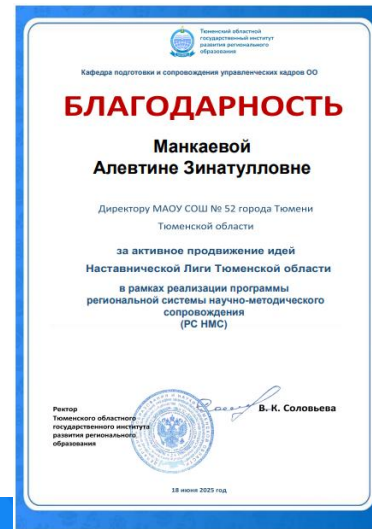 Тюменский областной
государственный институт
развития регионального
образования
Кафедра подготовки и сопровождения управленческих кадров ОО
БЛАГОДАРНОСТЬ
Манкаевой
Алевтине Зинатулловне
Директору МАОУ СОШ № 52 города Тюмени
Тюменской области
за активное продвижение идей
Наставнической Лиги Тюменской области
в рамках реализации программы
региональной системы научно-методического
сопровождения
(РС НМС)
Ректор
Тюменского областного
государственного института
развития регионального
образования
В. К. Соловьева
18 июня 2025 год